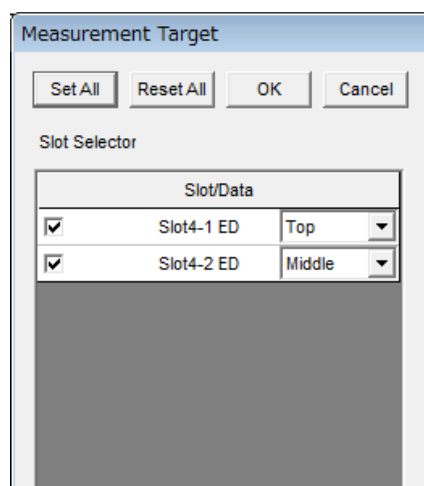 Measurement Target
Set All Reset All OK Cancel
Slot Selector
Slot/Data
Slot4-1 ED Top
Slot4-2 ED Middle